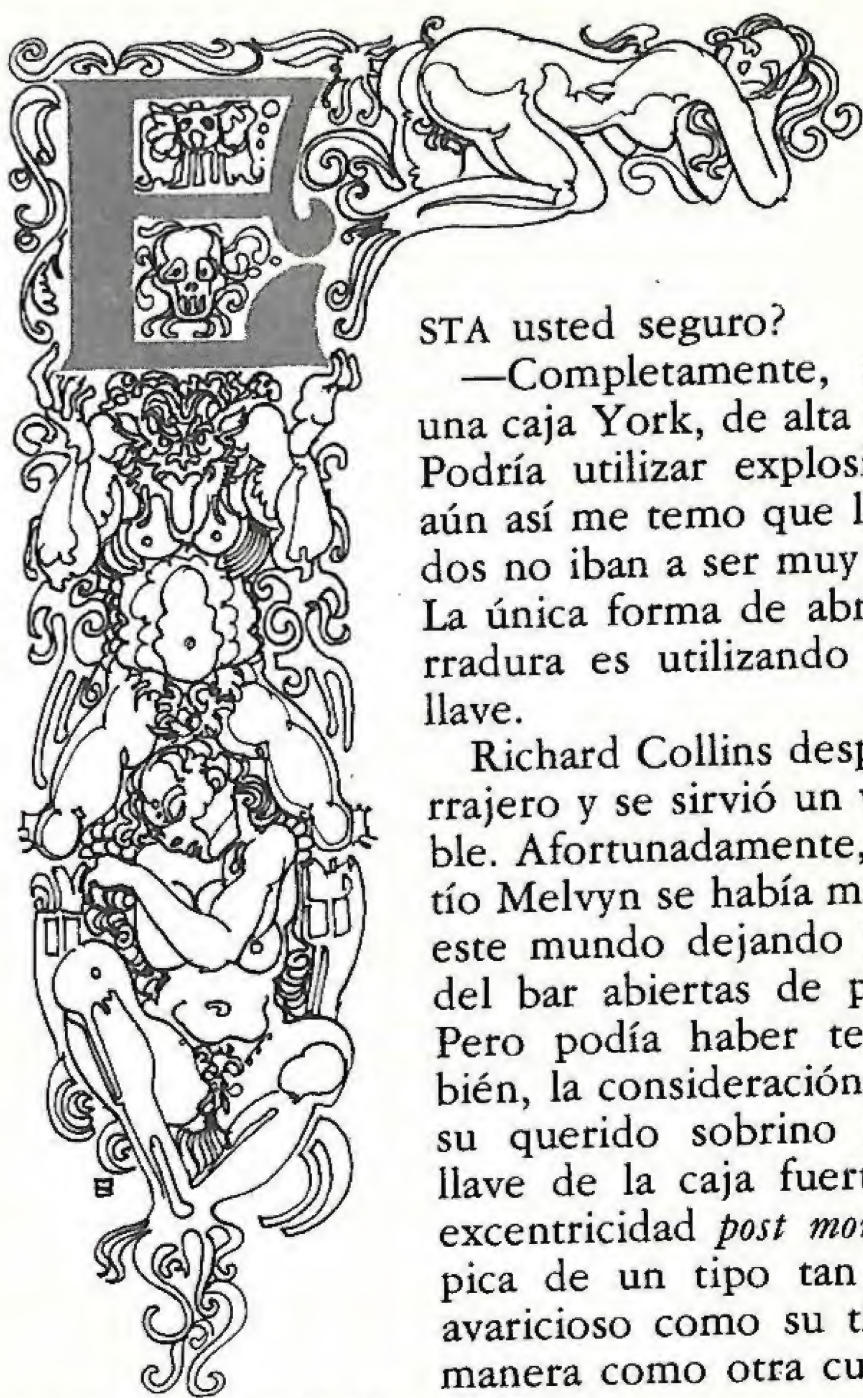 ESTA usted seguro?
—Completamente,
una caja York, de alta
Podría utilizar explosi
aún así me temo que l
dos no iban a ser muy
La única forma de abr
rradura es utilizando
llave.
Richard Collins desp
rrajero y se sirvió un
ble. Afortunadamente,
tío Melvyn se había m
este mundo dejando
del bar abiertas de p
Pero podía haber te
bién, la consideración
su querido sobrino
llave de la caja fuert
excentricidad post mor
pica de un tipo tan
avaricioso como su t
manera como otra cu